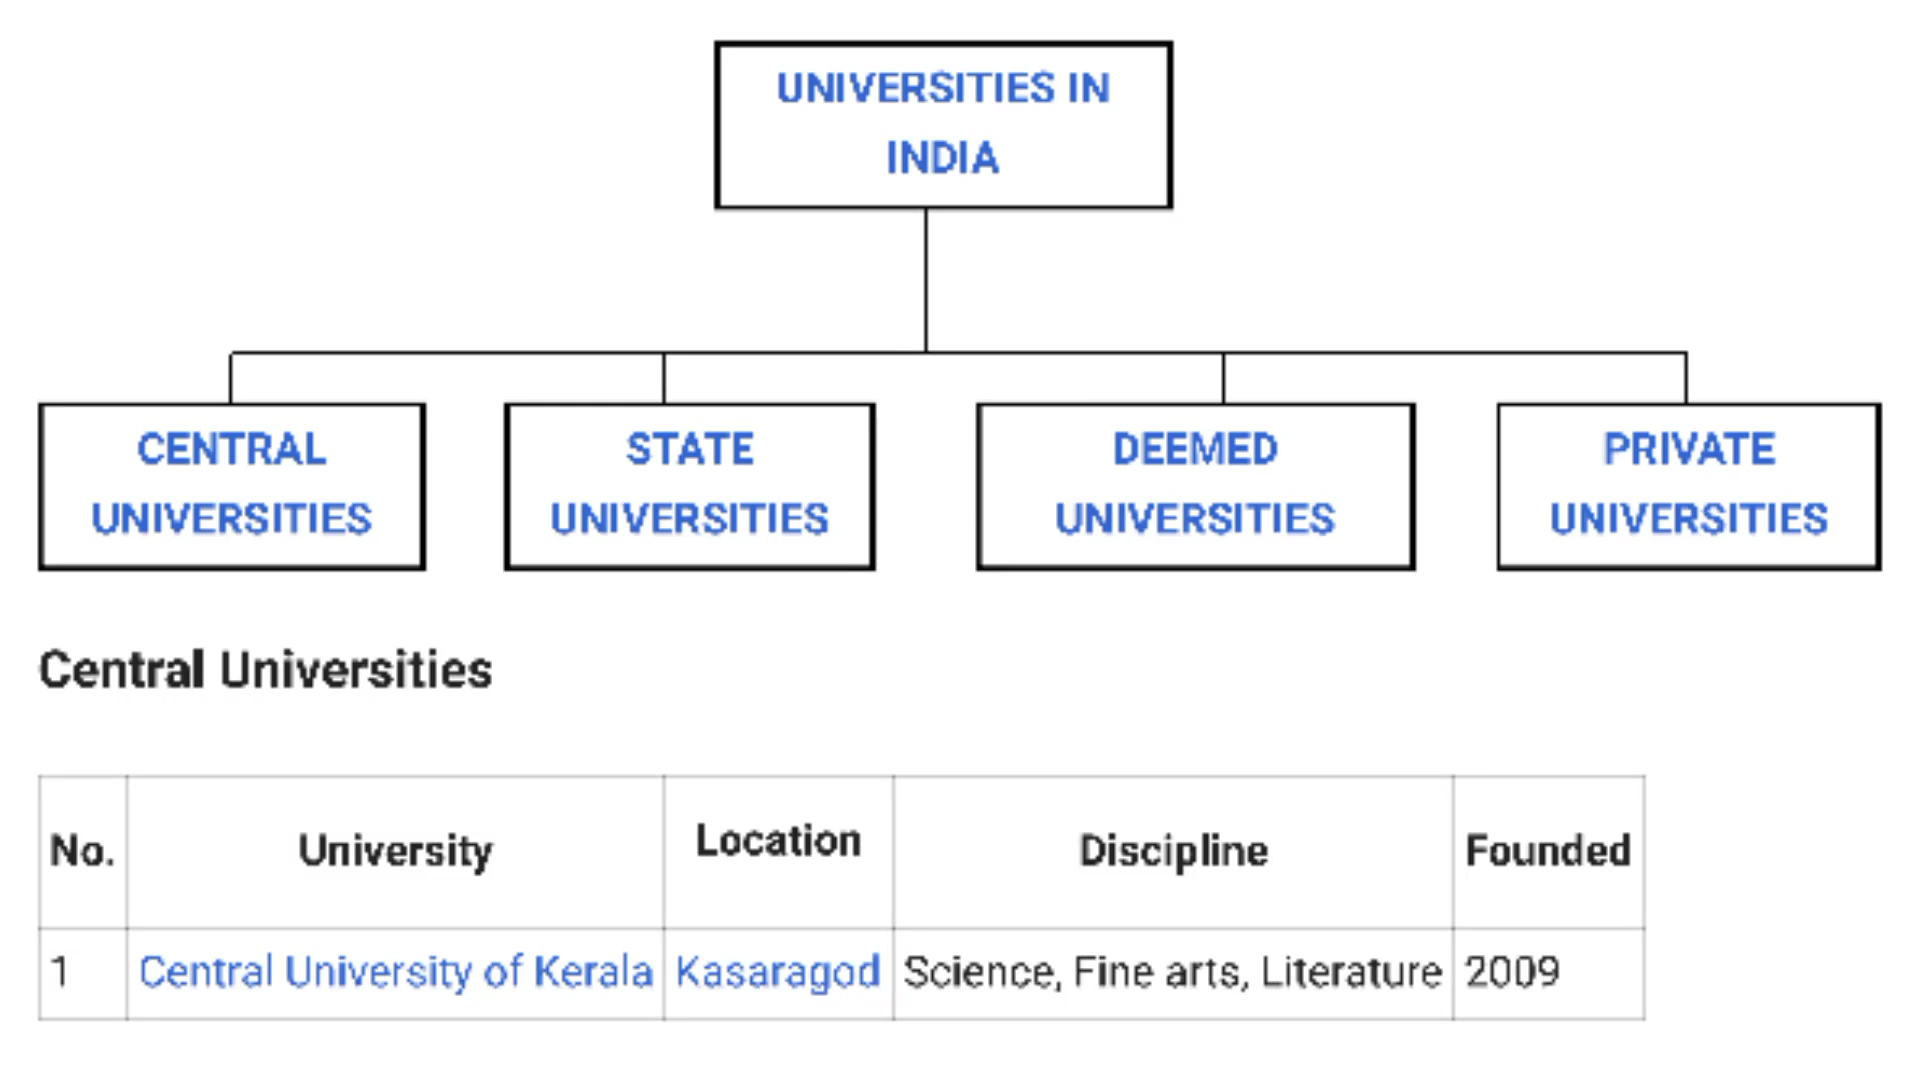 UNIVERSITIES IN
INDIA
CENTRAL
UNIVERSITIES
STATE
UNIVERSITIES
DEEMED
UNIVERSITIES
PRIVATE
UNIVERSITIES
Central Universities
No. University Location Discipline Founded
1 Central University of Kerala Kasaragod Science, Fine arts, Literature 2009